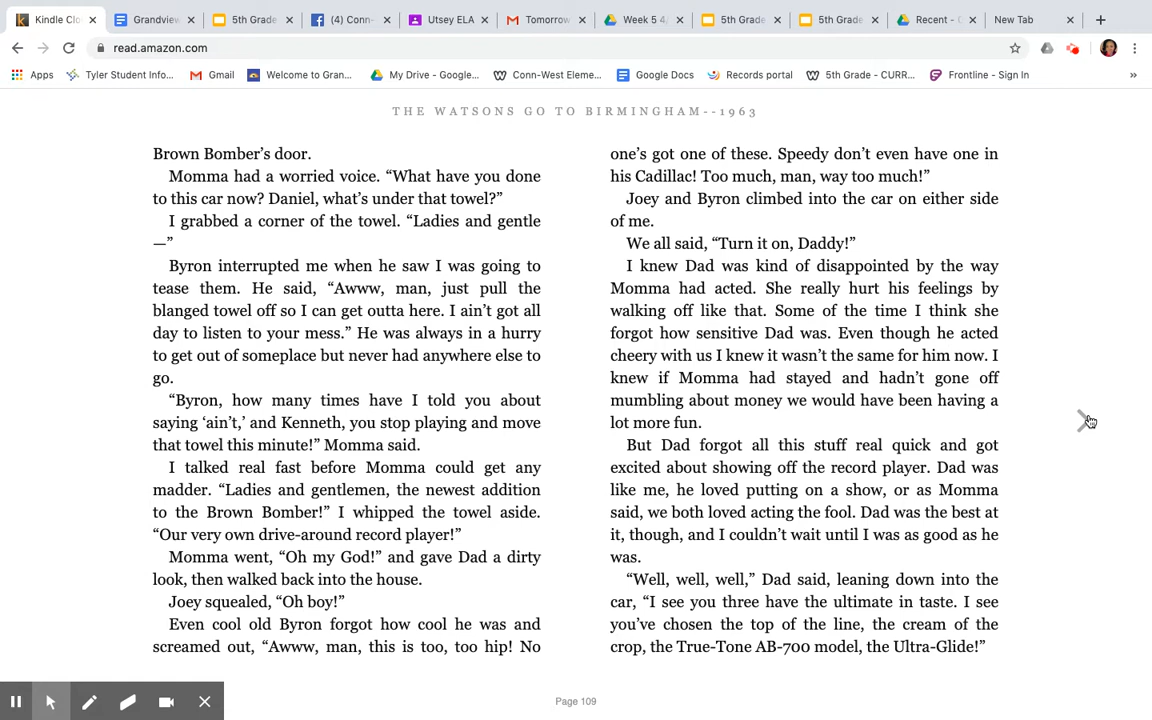 Kindle Clo
Grandview
5th Grade
(4) Conn-
Utsey ELA
Tomorrow
Week 5 4
5th Grade
5th Grade
Recent - G
New Tab
read.amazon.com
Apps
Tyler Student Info...
Gmail
Welcome to Gran...
My Drive - Google...
Conn-West Eleme...
Google Docs
Records portal
5th Grade - CURR...
Frontline - Sign In
»
THE WATSONS GO TO BIRMINGHAM--1963
Brown Bomber’s door.
Momma had a worried voice. “What have you done
to this car now? Daniel, what’s under that towel?”
I grabbed a corner of the towel. “Ladies and gentle
—”
Byron interrupted me when he saw I was going to
tease them. He said, “Awww, man, just pull the
blanged towel off so I can get outta here. I ain’t got all
day to listen to your mess.” He was always in a hurry
to get out of someplace but never had anywhere else to
go.
“Byron, how many times have I told you about
saying ‘ain’t,’ and Kenneth, you stop playing and move
that towel this minute!” Momma said.
I talked real fast before Momma could get any
madder. “Ladies and gentlemen, the newest addition
to the Brown Bomber!” I whipped the towel aside.
“Our very own drive-around record player!”
Momma went, “Oh my God!” and gave Dad a dirty
look, then walked back into the house.
Joey squealed, “Oh boy!”
Even cool old Byron forgot how cool he was and
screamed out, “Awww, man, this is too, too hip! No
one’s got one of these. Speedy don’t even have one in
his Cadillac! Too much, man, way too much!”
Joey and Byron climbed into the car on either side
of me.
We all said, “Turn it on, Daddy!”
I knew Dad was kind of disappointed by the way
Momma had acted. She really hurt his feelings by
walking off like that. Some of the time I think she
forgot how sensitive Dad was. Even though he acted
cheery with us I knew it wasn’t the same for him now. I
knew if Momma had stayed and hadn’t gone off
mumbling about money we would have been having a
lot more fun.
But Dad forgot all this stuff real quick and got
excited about showing off the record player. Dad was
like me, he loved putting on a show, or as Momma
said, we both loved acting the fool. Dad was the best at
it, though, and I couldn’t wait until I was as good as he
was.
“Well, well, well,” Dad said, leaning down into the
car, “I see you three have the ultimate in taste. I see
you’ve chosen the top of the line, the cream of the
crop, the True-Tone AB-700 model, the Ultra-Glide!”
Page 109